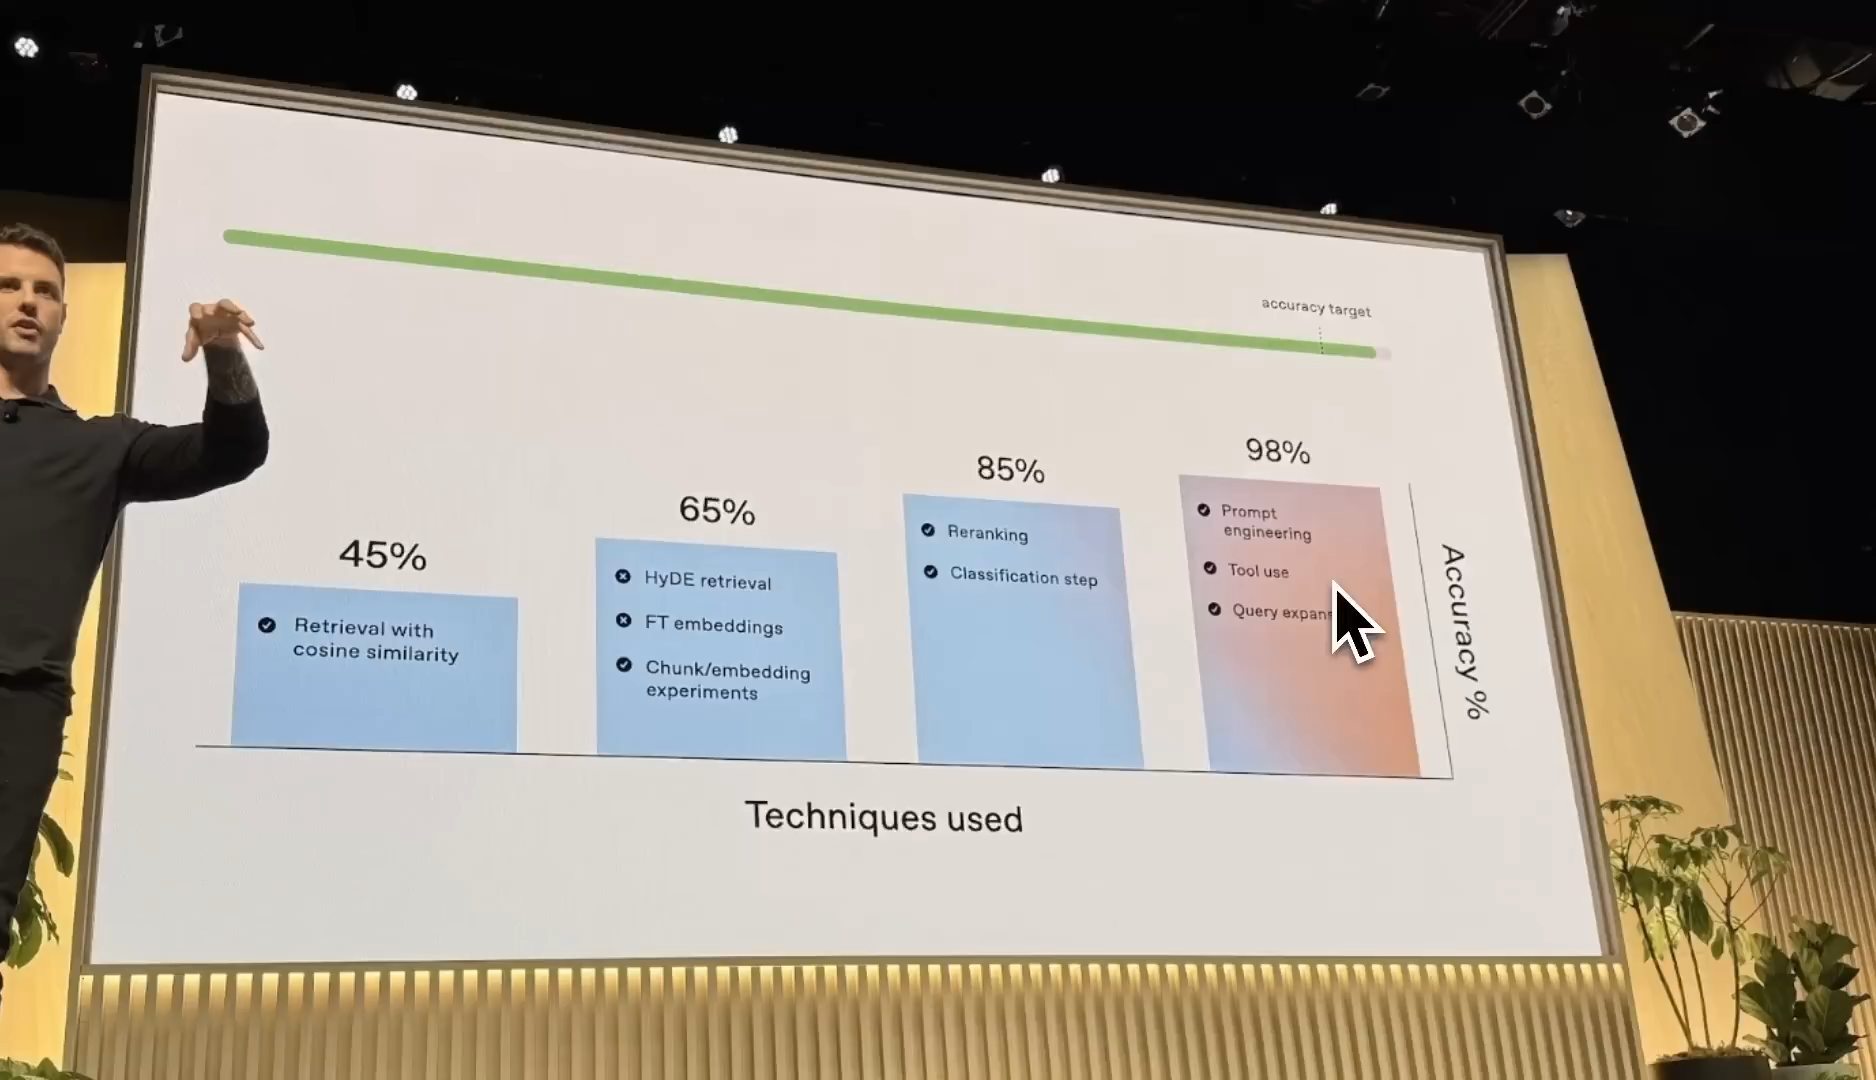 accuracy target
45%
Retrieval with
cosine similarity
65%
HyDE retrieval
FT embeddings
Chunk/embedding
experiments
85%
Reranking
Classification step
98%
Prompt
engineering
Tool use
Query
Accuracy %
Techniques used